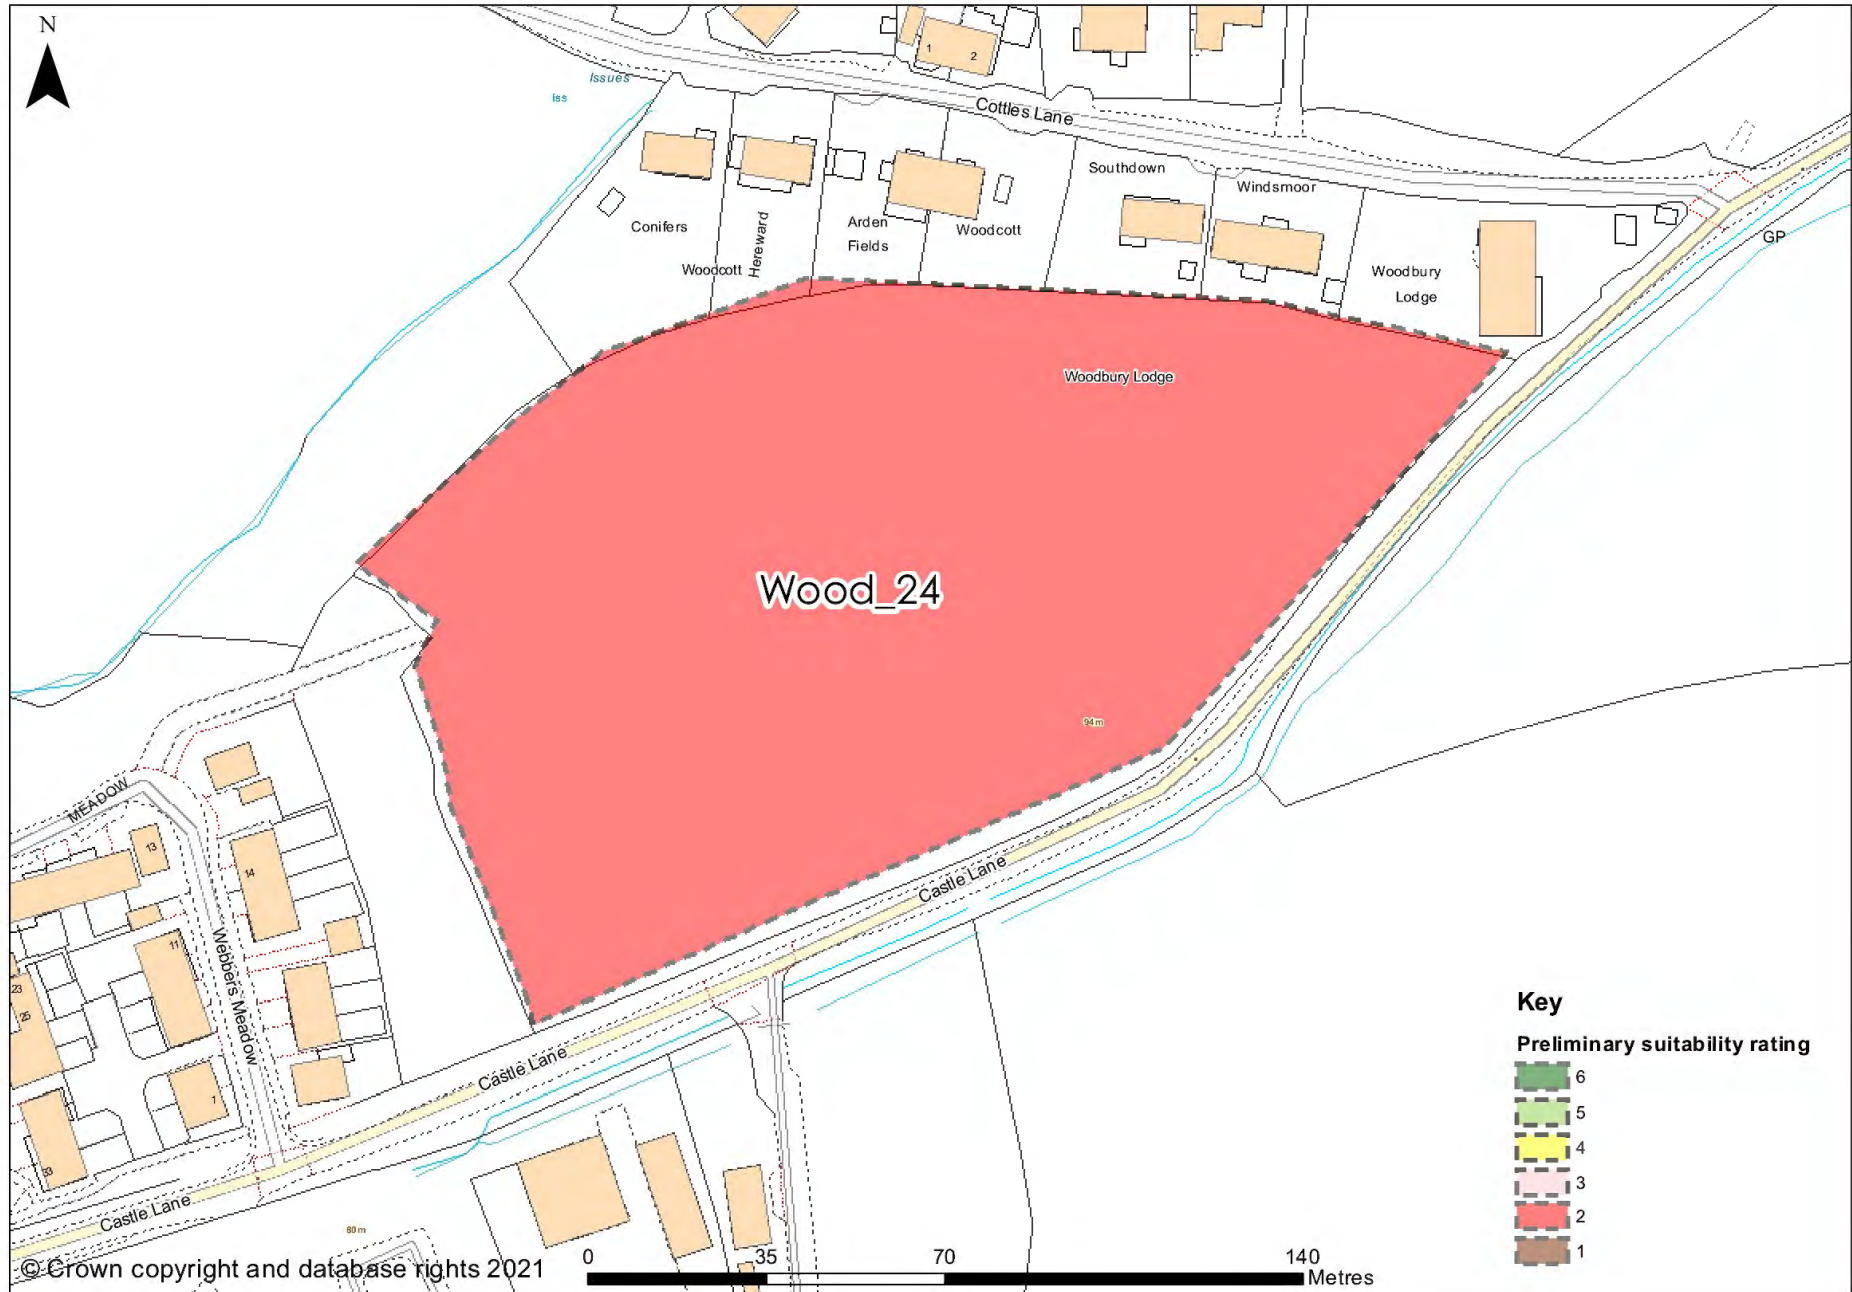 N
Issues
iss
1
2
Cottles Lane
Southdown
Windsmoor
Conifers
Hereward
Arden
Fields
Woodcott
Woodcott
Woodbury
Lodge
GP
Woodbury Lodge
Wood_24
94m
MEADOW
13
14
11
Webbers Meadow
23
25
7
33
Castle Lane
Castle Lane
Castle Lane
80m
Key
Preliminary suitability rating
6
5
4
3
2
1
© Crown copyright and database rights 2021
0 35 70 140
Metres